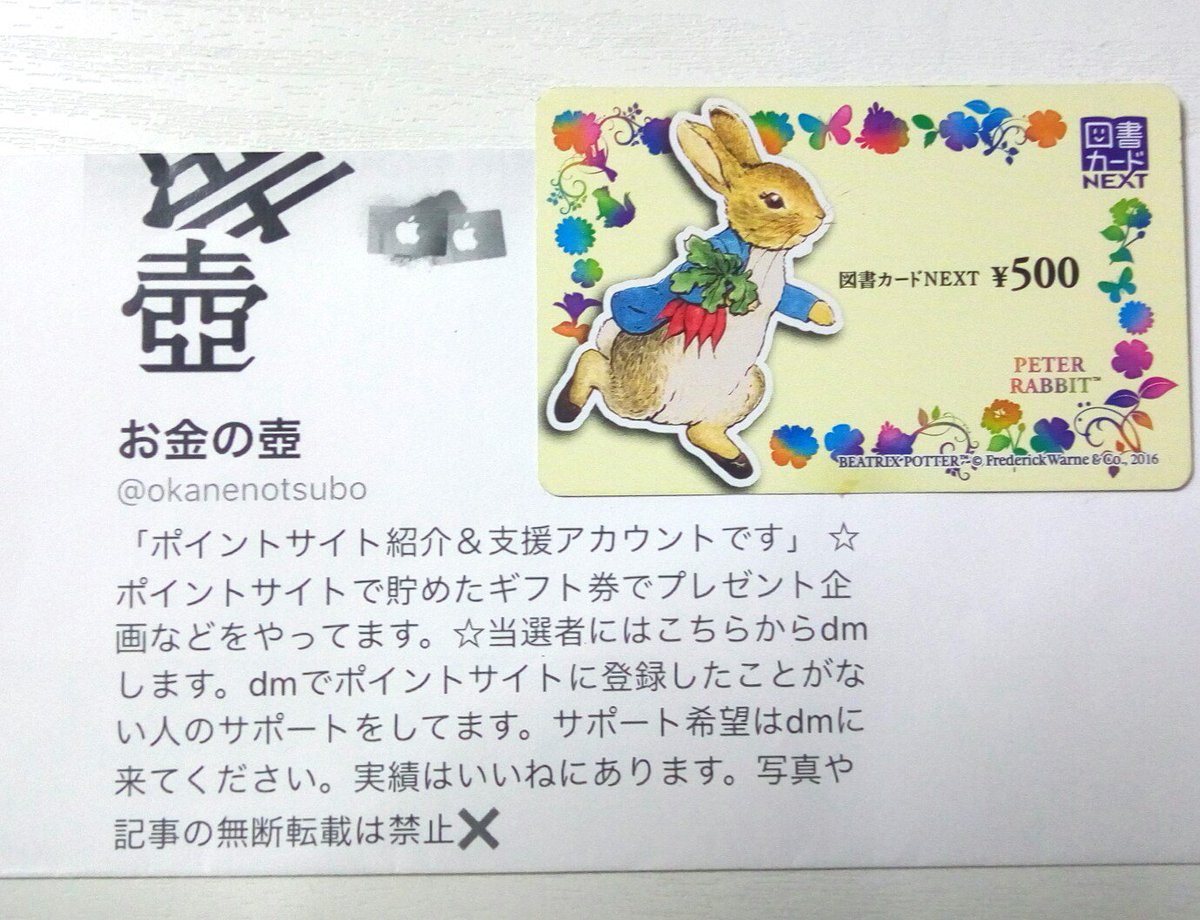 壺
お金の壺
@okanenotsubo
「ポイントサイト紹介＆支援アカウントです」☆
ポイントサイトで貯めたギフト券でプレゼント企
画などをやってます。☆当選者にはこちらからdm
します。dmでポイントサイトに登録したことがな
い人のサポートをしてます。サポート希望はdmに
来てください。実績はいいねにあります。写真や
記事の無断転載は禁止❌
図書
カード
NEXT
図書カードNEXT ¥500
PETER
RABBIT™
BEATRIX POTTER™ © Frederick Warne & Co., 2016